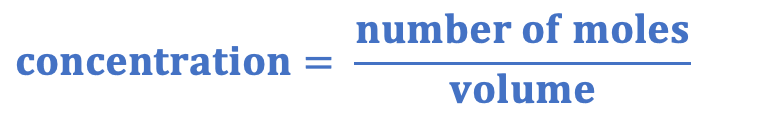 concentration = number of moles
volume